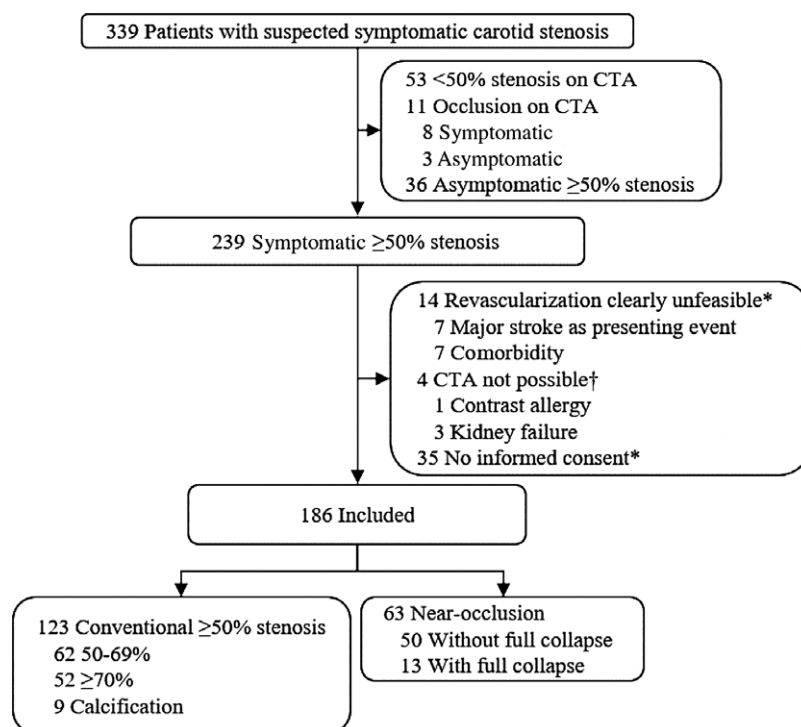 339 Patients with suspected symptomatic carotid stenosis
53 <50% stenosis on CTA
11 Occlusion on CTA
8 Symptomatic
3 Asymptomatic
36 Asymptomatic ≥50% stenosis
239 Symptomatic ≥50% stenosis
14 Revascularization clearly unfeasible*
7 Major stroke as presenting event
7 Comorbidity
4 CTA not possible†
1 Contrast allergy
3 Kidney failure
35 No informed consent*
186 Included
123 Conventional ≥50% stenosis
62 50-69%
52 ≥70%
9 Calcification
63 Near-occlusion
50 Without full collapse
13 With full collapse